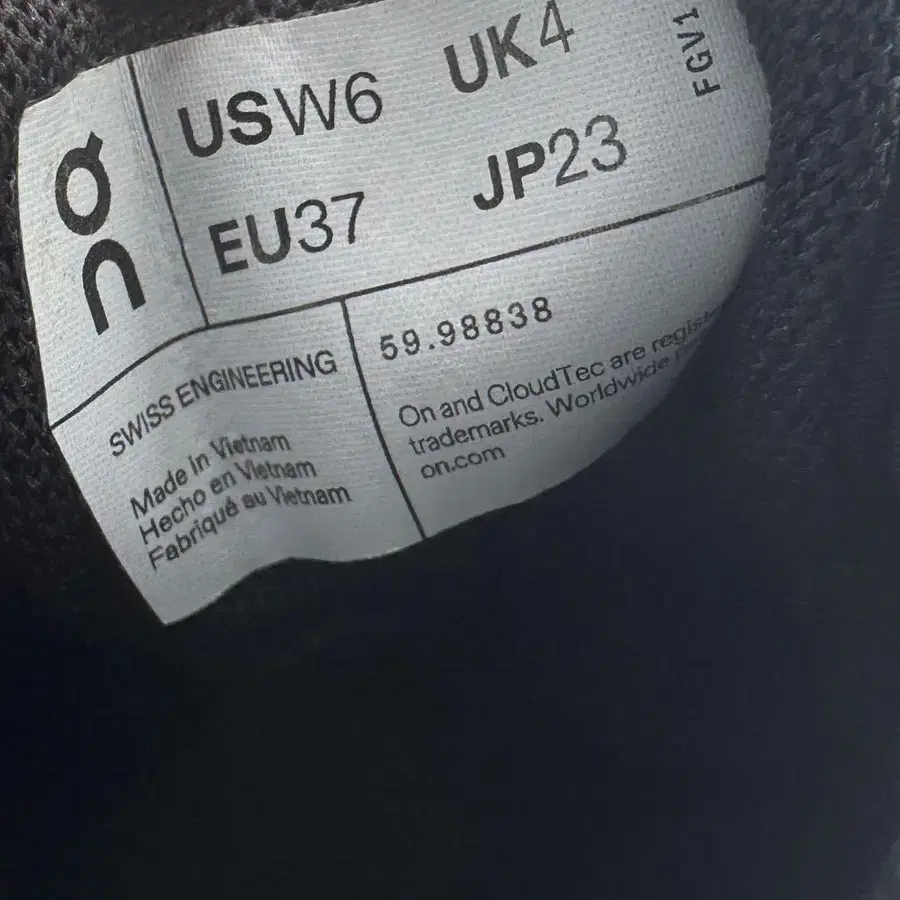 On
USW6 UK4
EU37 JP23
FGV1
SWISS ENGINEERING
Made in Vietnam
Hecho en Vietnam
Fabriqué au Vietnam
59.98838
On and CloudTec are
trademarks. Worldwide
on.com